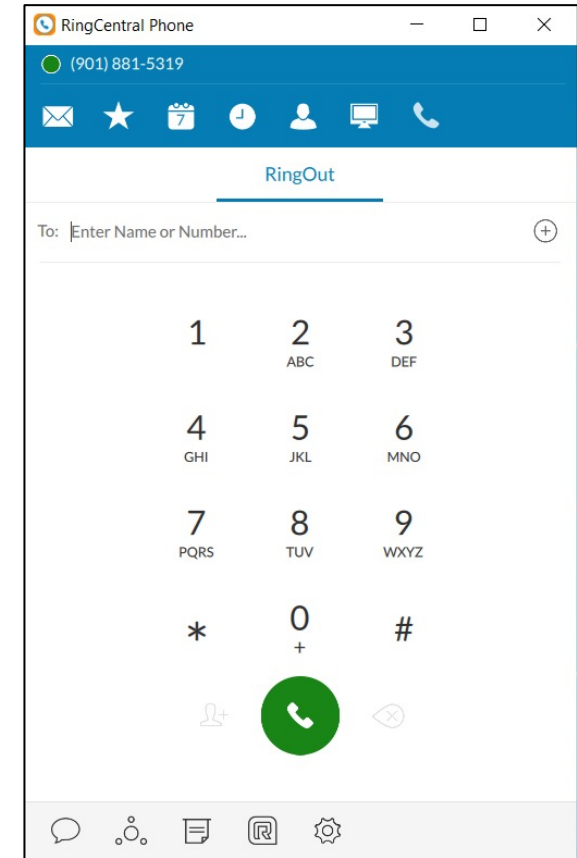 RingCentral Phone
(901) 881-5319
7
RingOut
To: Enter Name or Number...
1 2 3
ABC DEF
4 5 6
GHI JKL MNO
7 8 9
PQRS TUV WXYZ
* 0 #
+
R